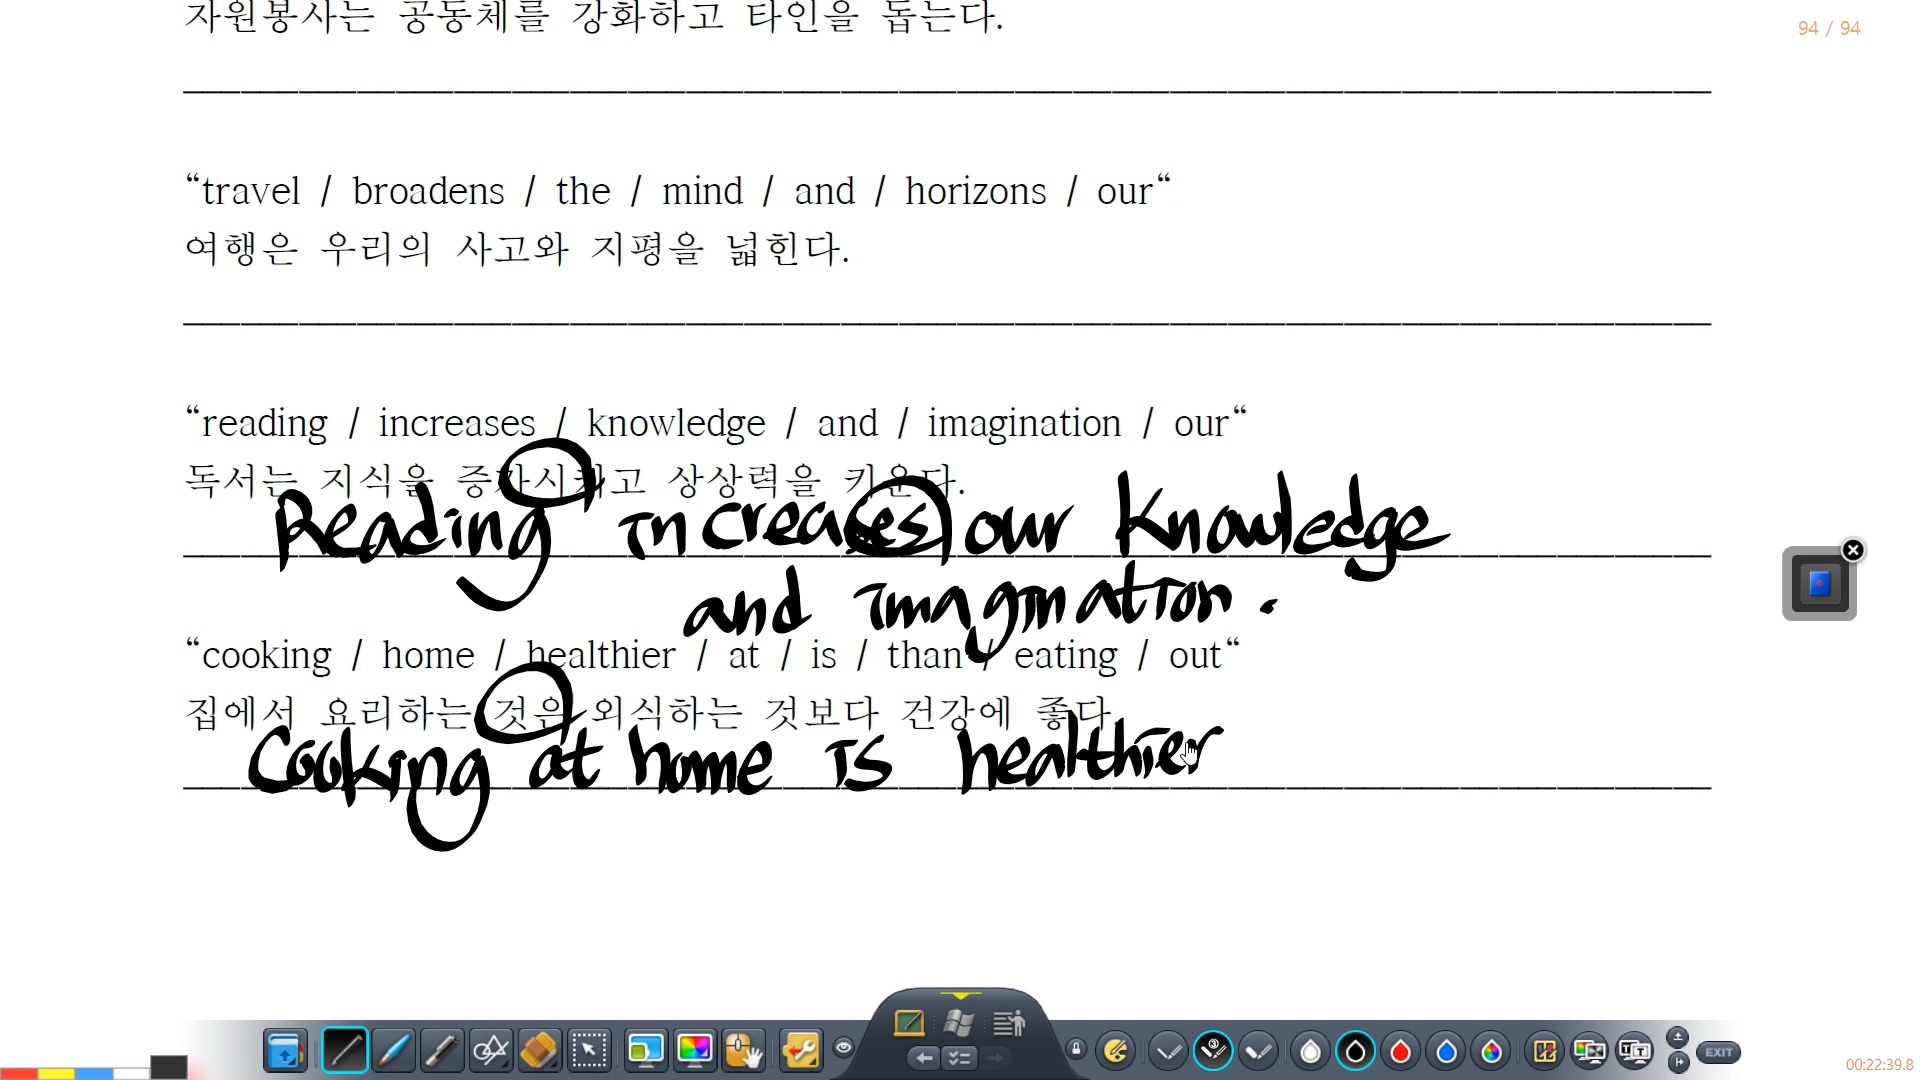 자원봉사는 공동체를 강화하고 타인을 돕는다.
94 / 94
“travel / broadens / the / mind / and / horizons / our“
여행은 우리의 사고와 지평을 넓힌다.
“reading / increases / knowledge / and / imagination / our“
독서는 지식을 증가시키고 상상력을 키운다.
Reading increases our knowledge
and imagination.
“cooking / home / healthier / at / is / than / eating / out“
집에서 요리하는 것은 외식하는 것보다 건강에 좋다.
Cooking at home is healthier
EXIT
00:22:39.8